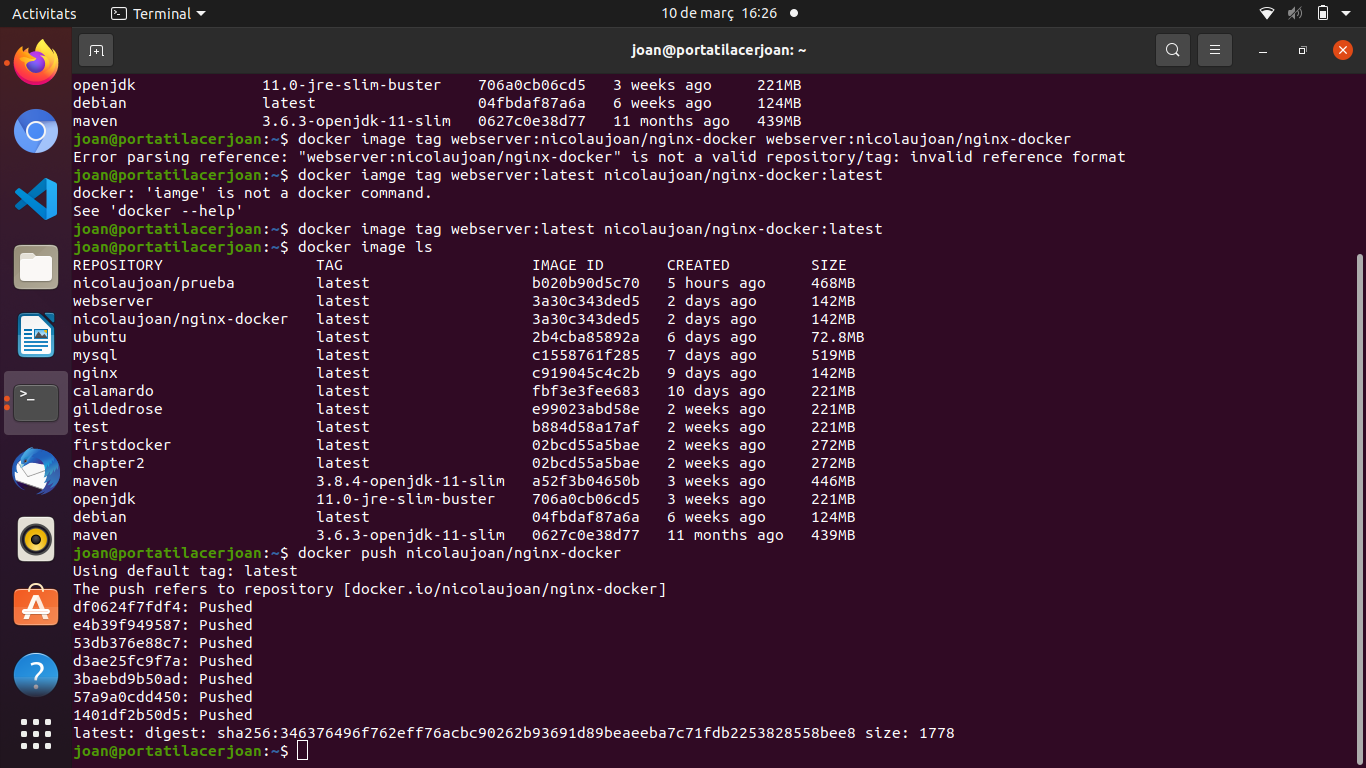 Activitats Terminal 10 de març 16:26
joan@portatilacerjoan: ~
openjdk 11.0-jre-slim-buster 706a0cb06cd5 3 weeks ago 221MB
debian latest 04fbdaf87a6a 6 weeks ago 124MB
maven 3.6.3-openjdk-11-slim 0627c0e38d77 11 months ago 439MB
joan@portatilacerjoan:~$ docker image tag webserver:nicolaujoan/nginx-docker webserver:nicolaujoan/nginx-docker
Error parsing reference: "webserver:nicolaujoan/nginx-docker" is not a valid repository/tag: invalid reference format
joan@portatilacerjoan:~$ docker iamge tag webserver:latest nicolaujoan/nginx-docker:latest
docker: 'iamge' is not a docker command.
See 'docker --help'
joan@portatilacerjoan:~$ docker image tag webserver:latest nicolaujoan/nginx-docker:latest
joan@portatilacerjoan:~$ docker image ls
REPOSITORY TAG IMAGE ID CREATED SIZE
nicolaujoan/prueba latest b020b90d5c70 5 hours ago 468MB
webserver latest 3a30c343ded5 2 days ago 142MB
nicolaujoan/nginx-docker latest 3a30c343ded5 2 days ago 142MB
ubuntu latest 2b4cba85892a 6 days ago 72.8MB
mysql latest c1558761f285 7 days ago 519MB
nginx latest c919045c4c2b 9 days ago 142MB
calamardo latest fbf3e3fee683 10 days ago 221MB
gildedrose latest e99023abd58e 2 weeks ago 221MB
test latest b884d58a17af 2 weeks ago 221MB
firstdocker latest 02bcd55a5bae 2 weeks ago 272MB
chapter2 latest 02bcd55a5bae 2 weeks ago 272MB
maven 3.8.4-openjdk-11-slim a52f3b04650b 3 weeks ago 446MB
openjdk 11.0-jre-slim-buster 706a0cb06cd5 3 weeks ago 221MB
debian latest 04fbdaf87a6a 6 weeks ago 124MB
maven 3.6.3-openjdk-11-slim 0627c0e38d77 11 months ago 439MB
joan@portatilacerjoan:~$ docker push nicolaujoan/nginx-docker
Using default tag: latest
The push refers to repository [docker.io/nicolaujoan/nginx-docker]
df0624f7fdf4: Pushed
e4b39f949587: Pushed
53db376e88c7: Pushed
d3ae25fc9f7a: Pushed
3baebd9b50ad: Pushed
57a9a0cdd450: Pushed
1401df2b50d5: Pushed
latest: digest: sha256:346376496f762eff76acbc90262b93691d89beaeeba7c71fdb2253828558bee8 size: 1778
joan@portatilacerjoan:~$